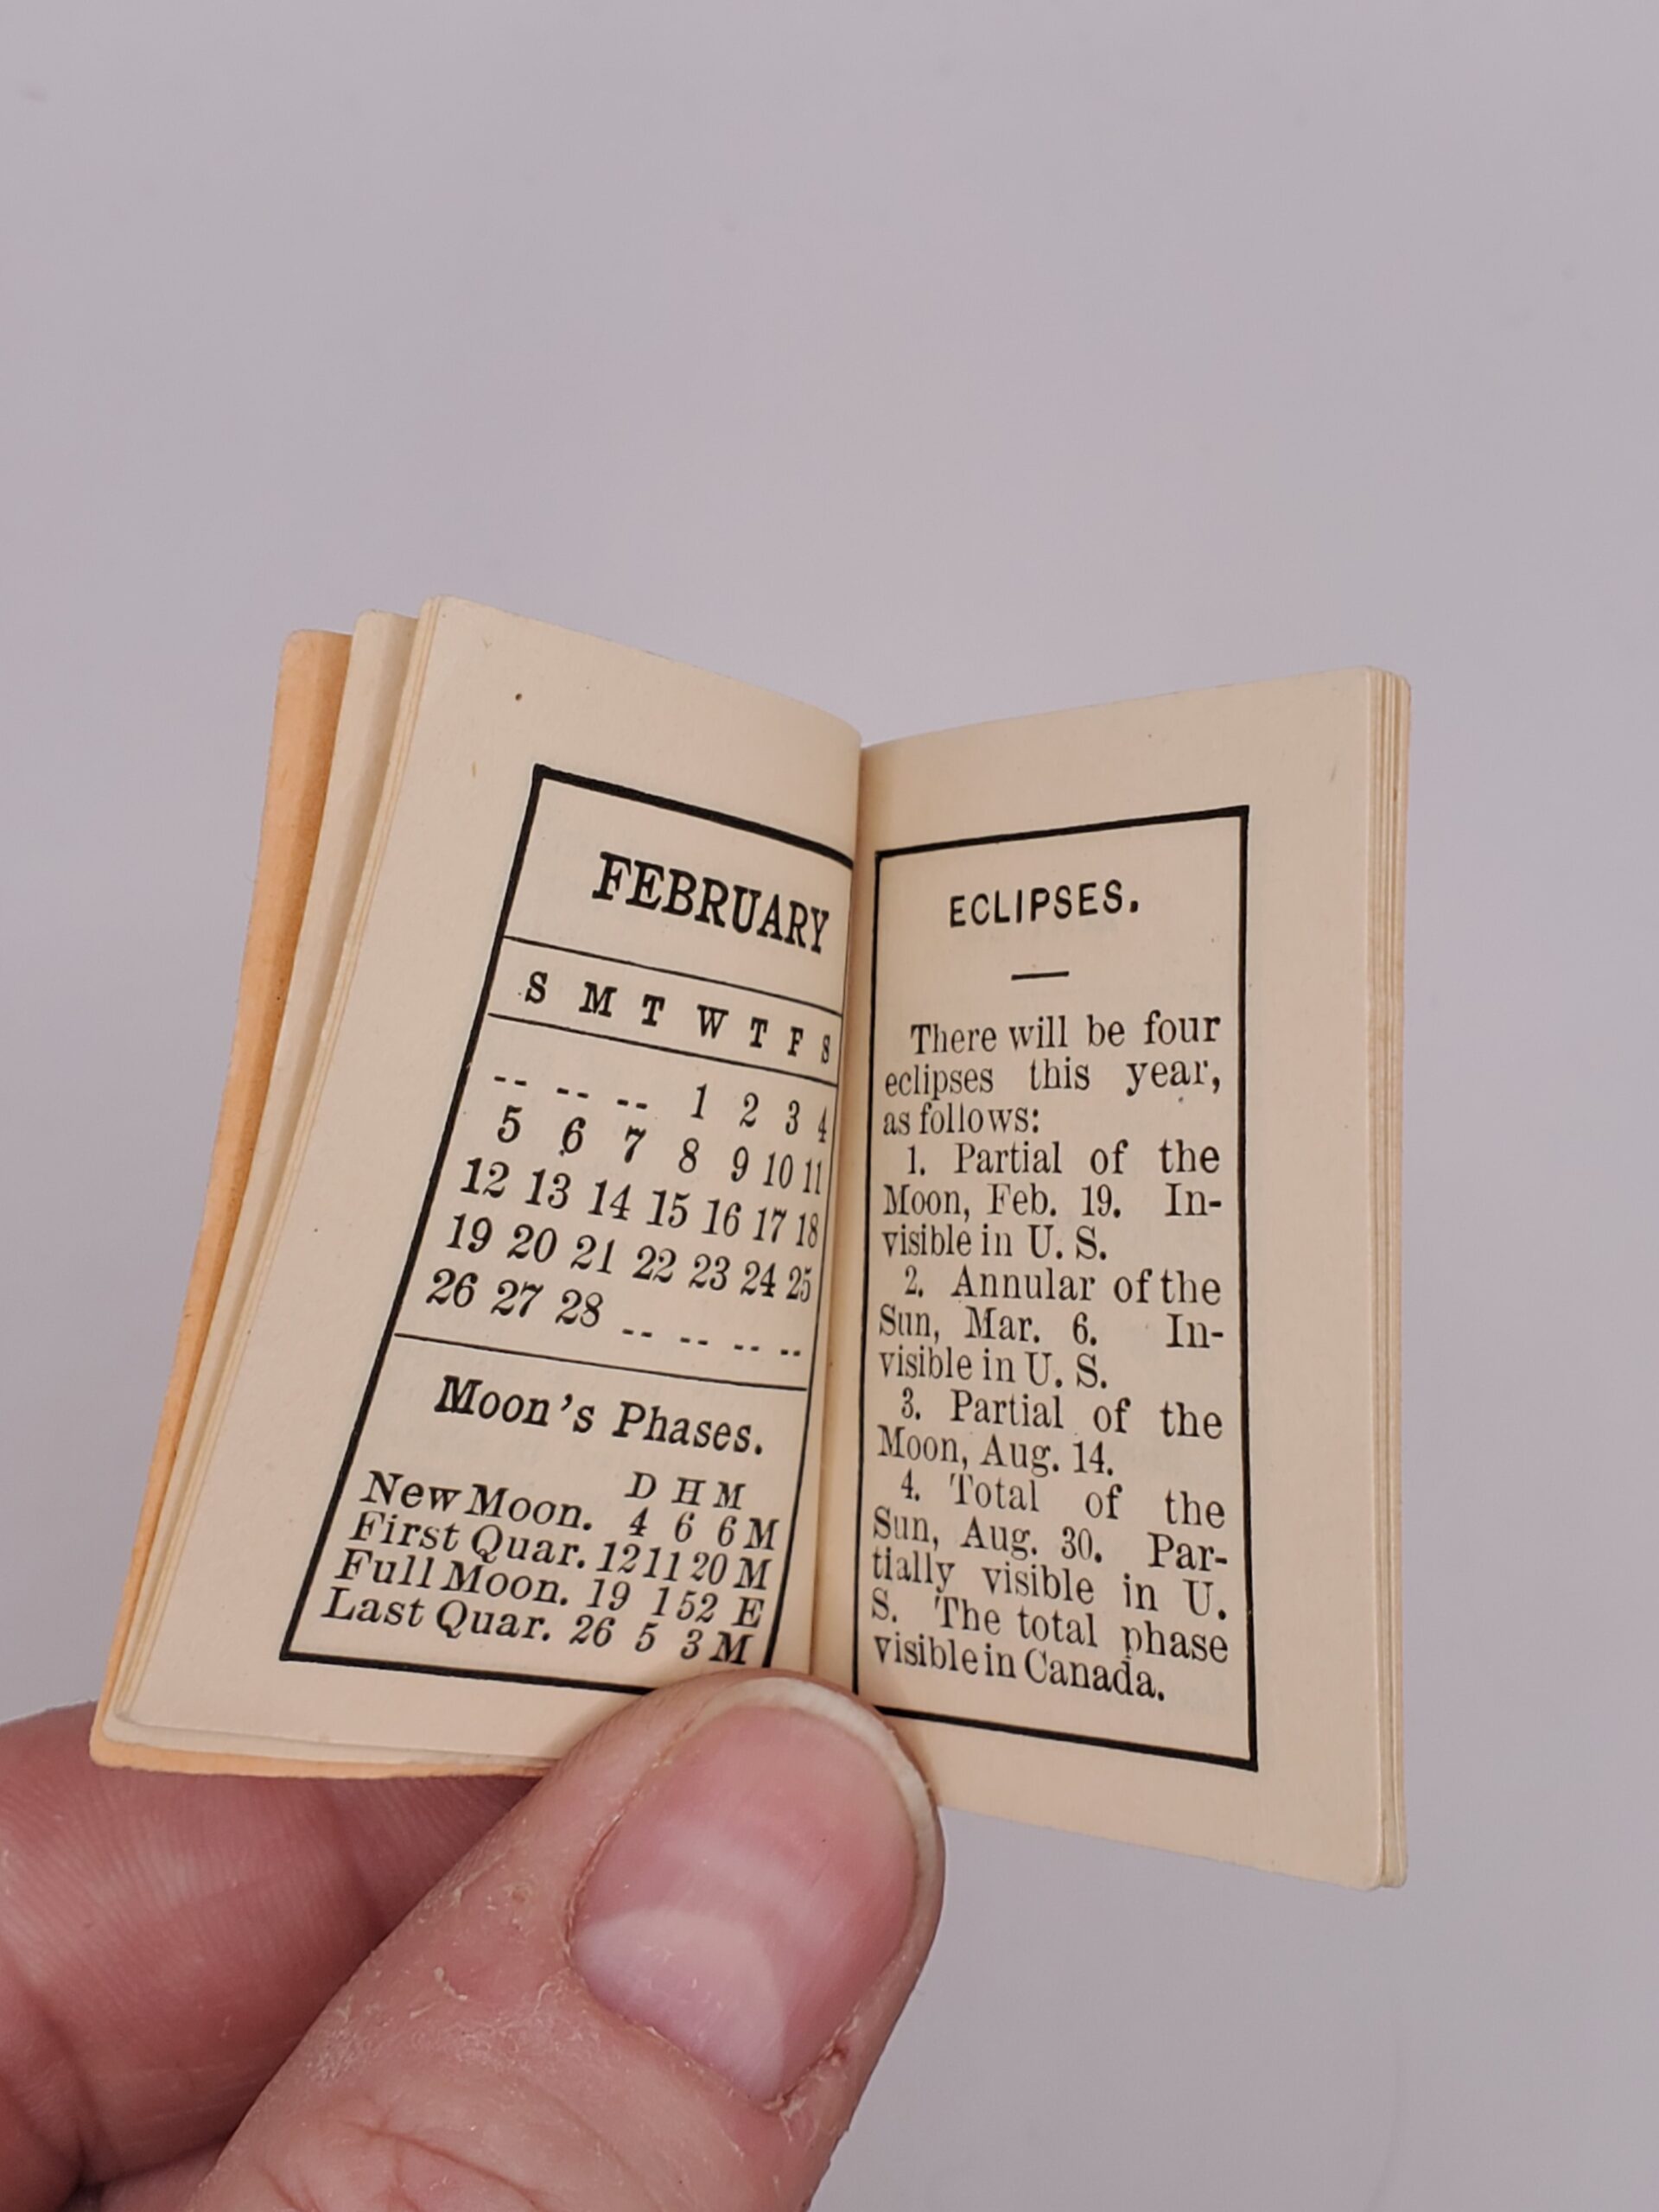 FEBRUARY
S M T W T F S
-- -- -- 1 2 3 4
5 6 7 8 9 10 11
12 13 14 15 16 17 18
19 20 21 22 23 24 25
26 27 28 -- -- -- --
Moon's Phases.
D H M
New Moon. 4 6 6 M
First Quar. 12 11 20 M
Full Moon. 19 1 52 E
Last Quar. 26 5 3 M
ECLIPSES.
There will be four
eclipses this year,
as follows:
1. Partial of the
Moon, Feb. 19. In-
visible in U. S.
2. Annular of the
Sun, Mar. 6. In-
visible in U. S.
3. Partial of the
Moon, Aug. 14.
4. Total of the
Sun, Aug. 30. Par-
tially visible in U.
S. The total phase
visible in Canada.